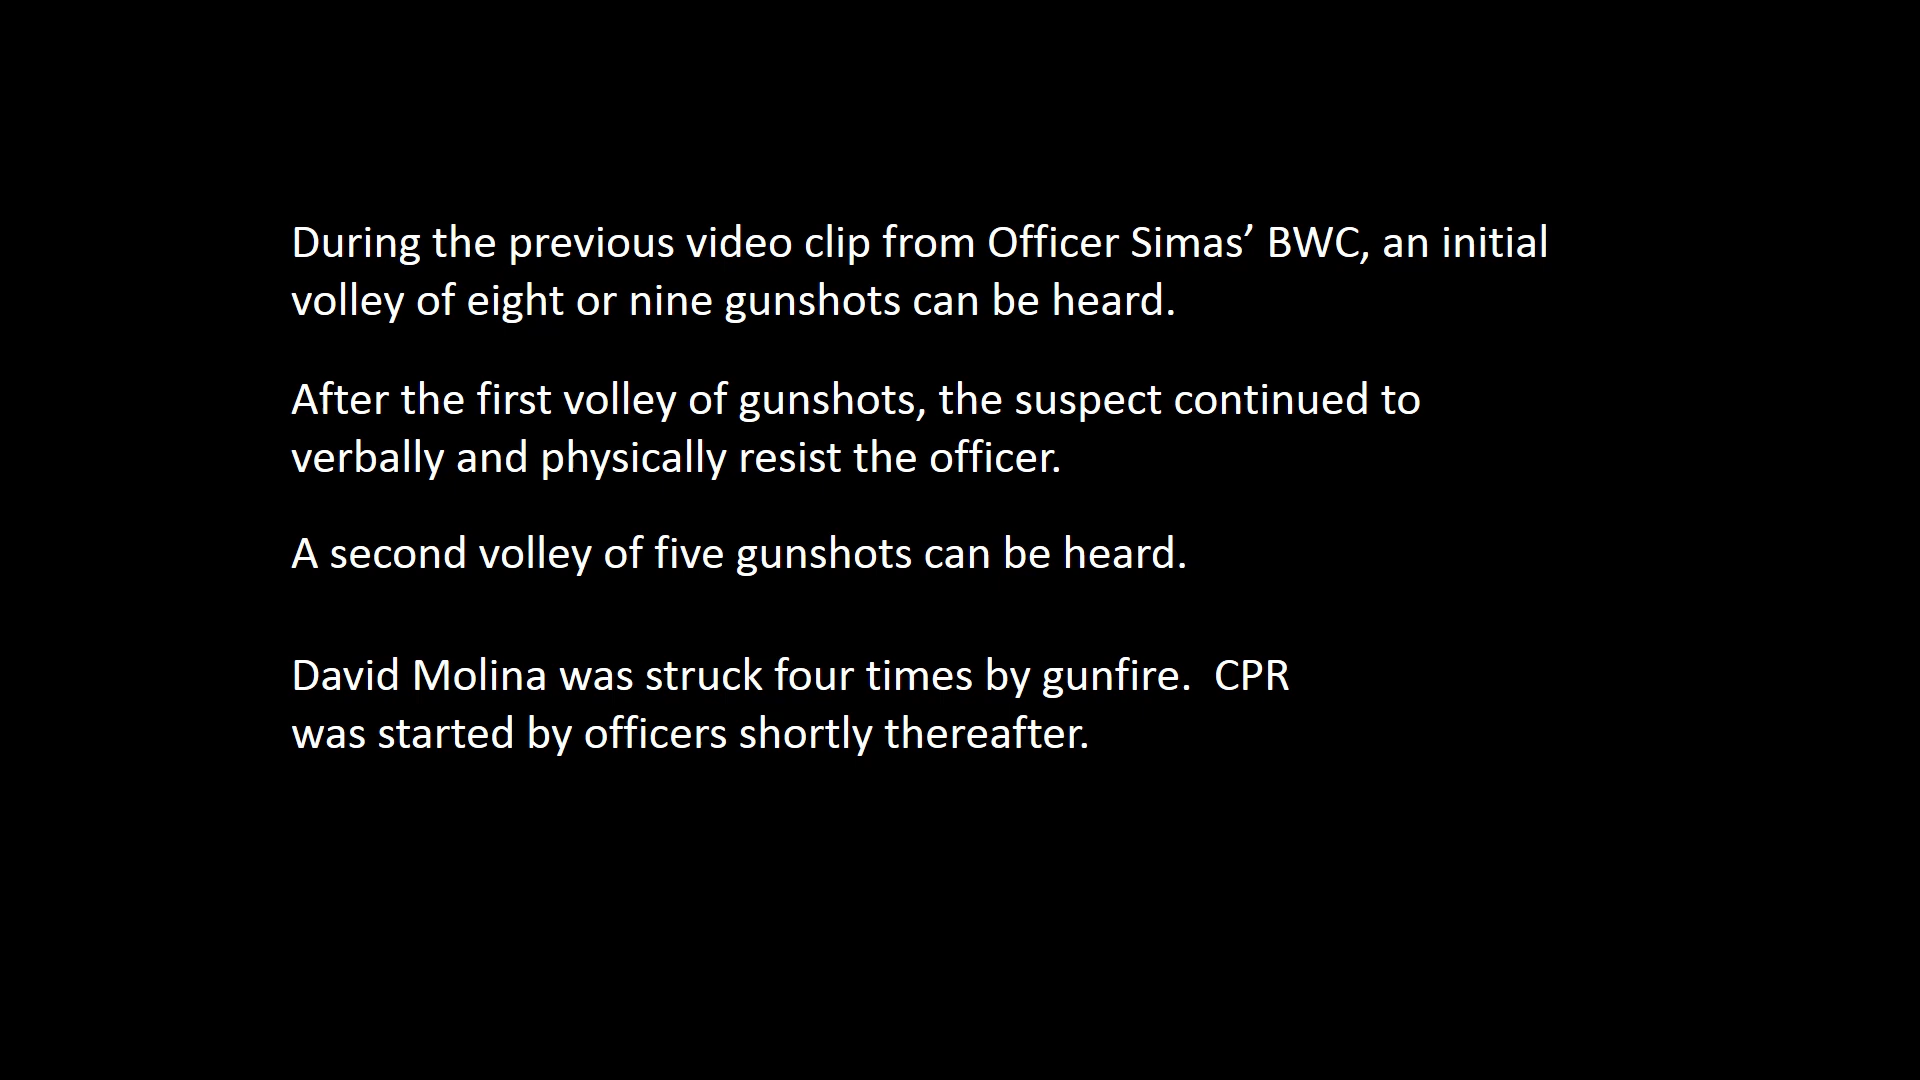 During the previous video clip from Officer Simas’ BWC, an initial
volley of eight or nine gunshots can be heard.
After the first volley of gunshots, the suspect continued to
verbally and physically resist the officer.
A second volley of five gunshots can be heard.
David Molina was struck four times by gunfire.  CPR
was started by officers shortly thereafter.